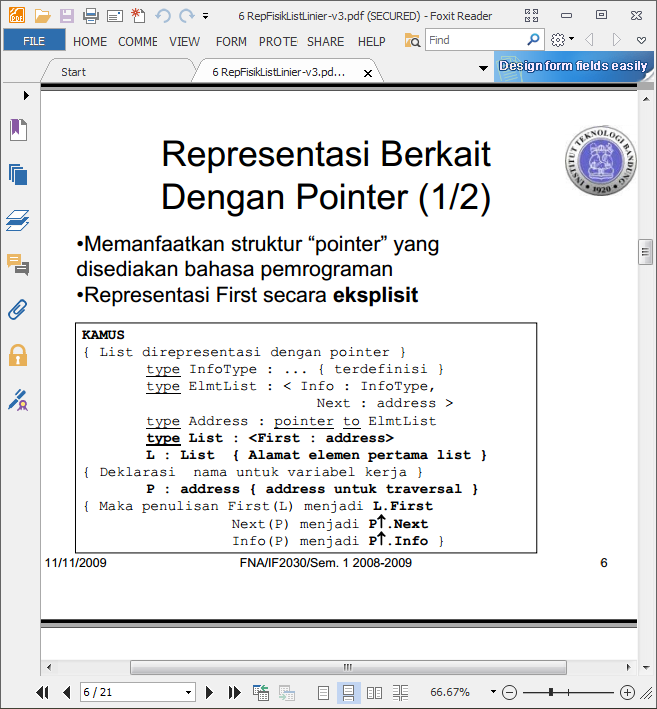 6 RepFisikListLinier-v3.pdf (SECURED) - Foxit Reader
FILE HOME COMME VIEW FORM PROTE SHARE HELP Find
Start 6 RepFisikListLinier-v3.pd... Design form fields easily
Representasi Berkait
Dengan Pointer (1/2)
INSTITUT TEKNOLOGI BANDUNG
1920
•Memanfaatkan struktur “pointer” yang
disediakan bahasa pemrograman
•Representasi First secara eksplisit
KAMUS
{ List direpresentasi dengan pointer }
type InfoType : ... { terdefinisi }
type ElmtList : < Info : InfoType,
Next : address >
type Address : pointer to ElmtList
type List : <First : address>
L : List { Alamat elemen pertama list }
{ Deklarasi nama untuk variabel kerja }
P : address { address untuk traversal }
{ Maka penulisan First(L) menjadi L.First
Next(P) menjadi P↑.Next
Info(P) menjadi P↑.Info }
11/11/2009 FNA/IF2030/Sem. 1 2008-2009 6
6 / 21 66.67%